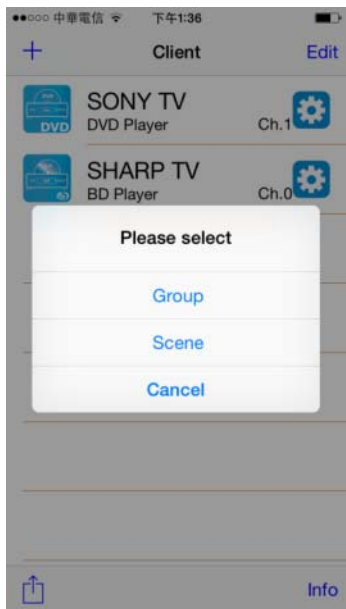 中華電信 下午1:36
+ Client Edit
SONY TV
DVD
DVD Player Ch.1
SHARP TV
BD Player Ch.0
Please select
Group
Scene
Cancel
Info